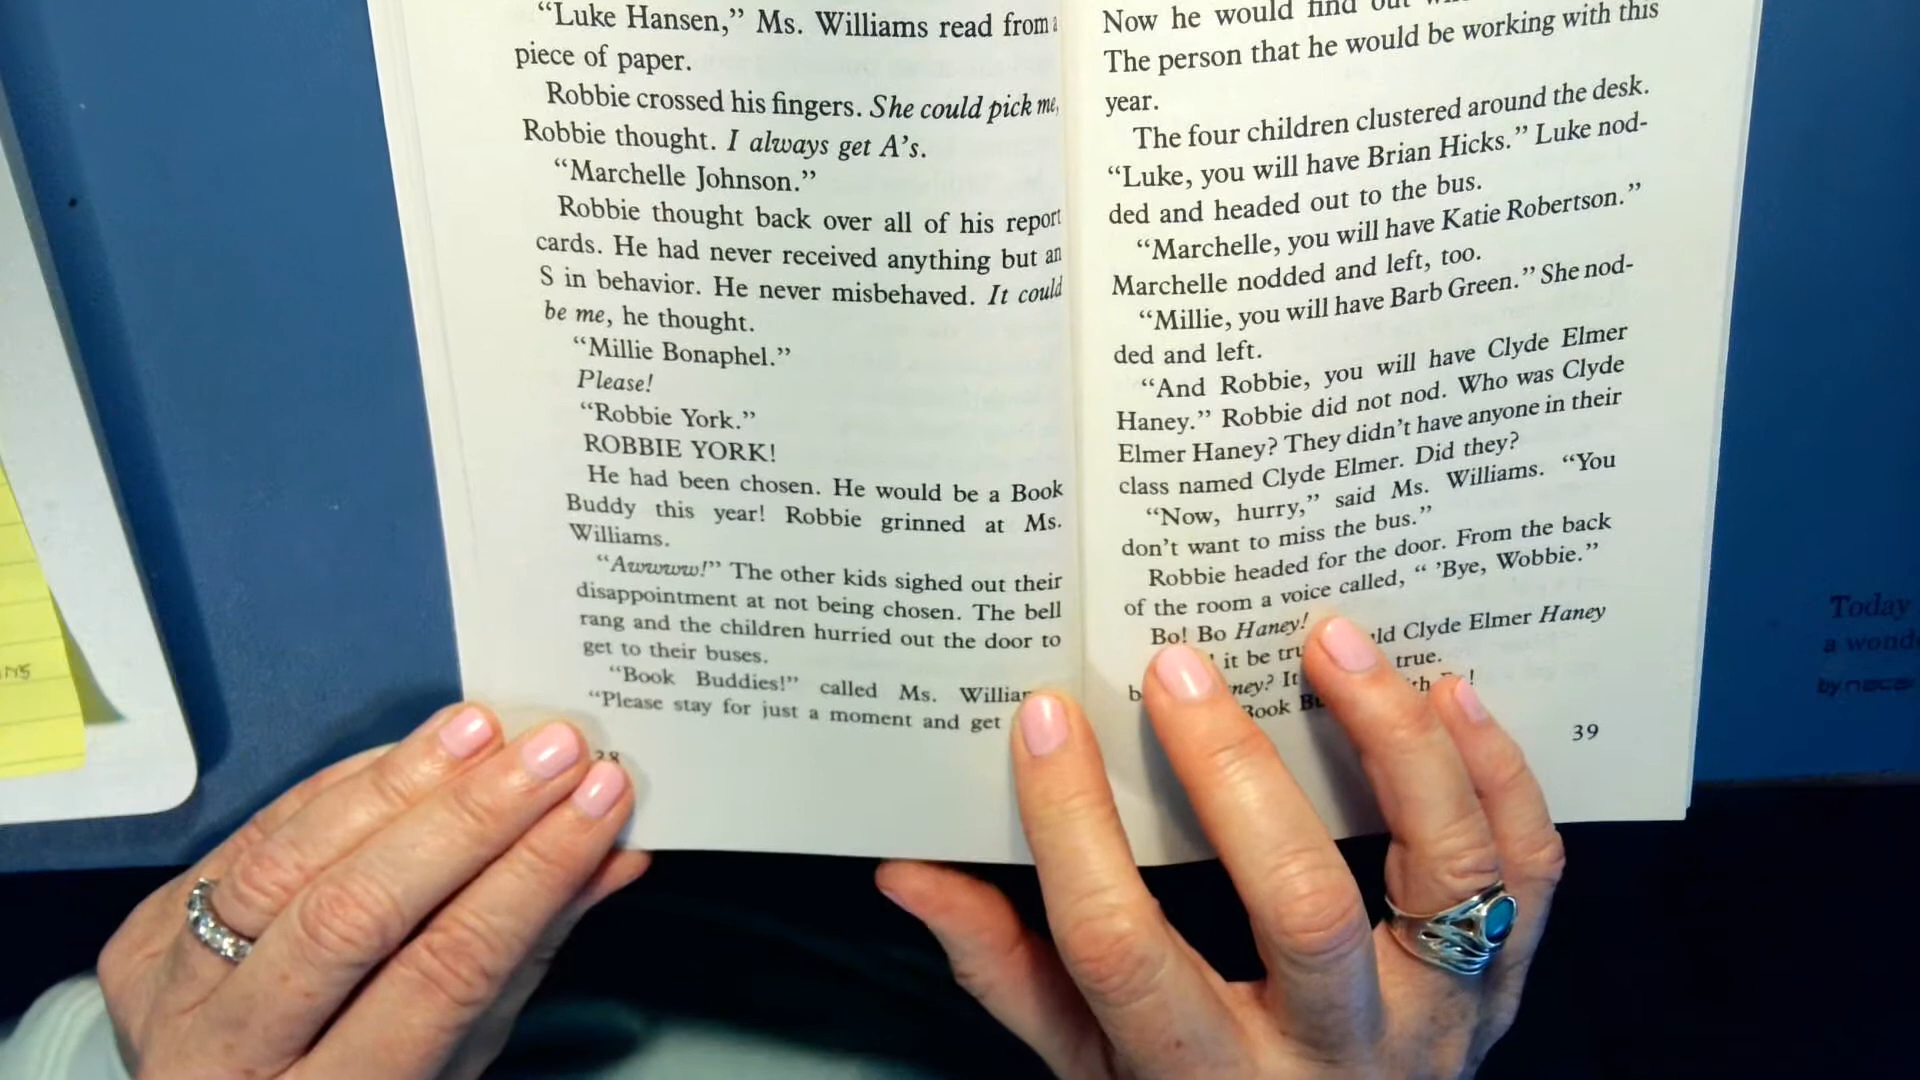 “Luke Hansen,” Ms. Williams read from a
piece of paper.
Robbie crossed his fingers. She could pick me,
Robbie thought. I always get A’s.
“Marchelle Johnson.”
Robbie thought back over all of his report
cards. He had never received anything but an
S in behavior. He never misbehaved. It could
be me, he thought.
“Millie Bonaphel.”
Please!
“Robbie York.”
ROBBIE YORK!
He had been chosen. He would be a Book
Buddy this year! Robbie grinned at Ms.
Williams.
“Awwww!” The other kids sighed out their
disappointment at not being chosen. The bell
rang and the children hurried out the door to
get to their buses.
“Book Buddies!” called Ms.
“Please stay for just a moment and get
Now he would find out
The person that he would be working with this
year.
The four children clustered around the desk.
“Luke, you will have Brian Hicks.” Luke nod-
ded and headed out to the bus.
“Marchelle, you will have Katie Robertson.”
Marchelle nodded and left, too.
“Millie, you will have Barb Green.” She nod-
ded and left.
“And Robbie, you will have Clyde Elmer
Haney.” Robbie did not nod. Who was Clyde
Elmer Haney? They didn’t have anyone in their
class named Clyde Elmer. Did they?
“Now, hurry,” said Ms. Williams. “You
don’t want to miss the bus.”
Robbie headed for the door. From the back
of the room a voice called, “ ’Bye, Wobbie.”
Bo! Bo Haney!
Clyde Elmer Haney
it be true.
It
Book
39
Today
by